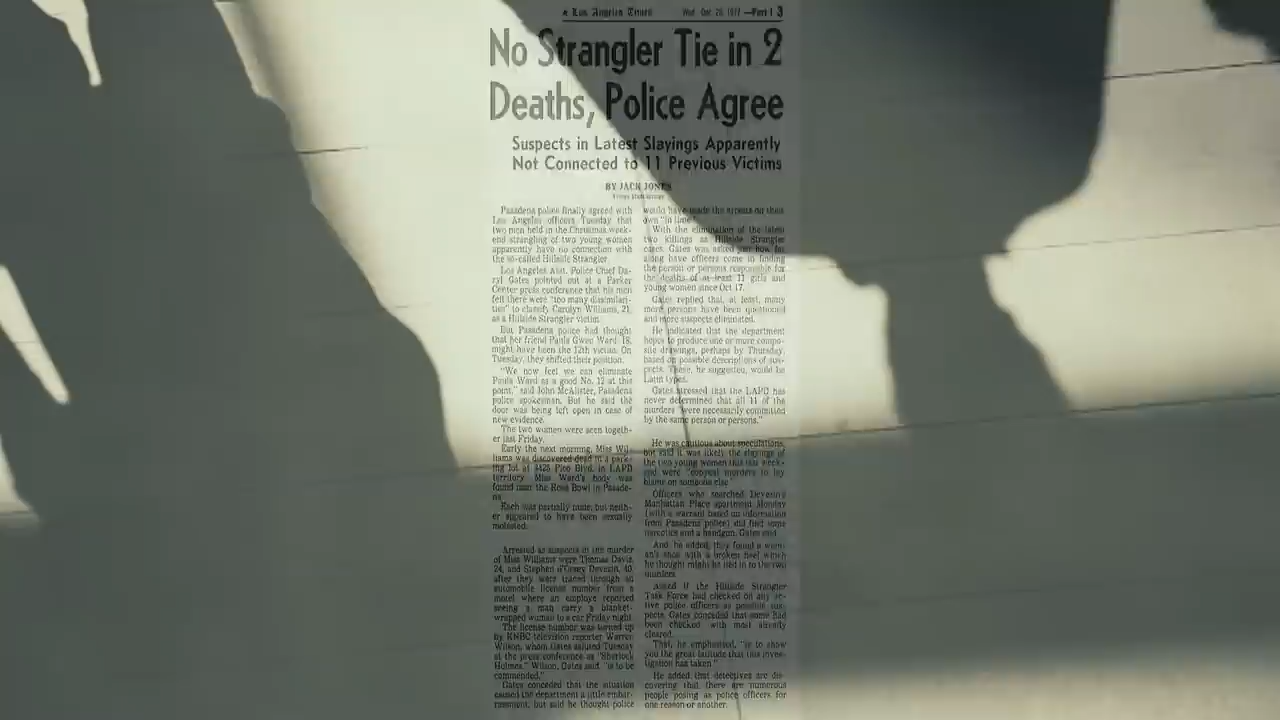 Los Angeles Times Wed., Dec. 28, 1977 —Part I 3
No Strangler Tie in 2
Deaths, Police Agree
Suspects in Latest Slayings Apparently
Not Connected to 11 Previous Victims
BY JACK JONES
Times Staff Writer
Pasadena police finally agreed with
Los Angeles officers Tuesday that
two men held in the Christmas week-
end strangling of two young women
apparently have no connection with
the so-called Hillside Strangler.
Los Angeles Asst. Police Chief Da-
ryl Gates pointed out at a Parker
Center press conference that his men
felt there were "too many dissimilari-
ties" to classify Carolyn Williams, 21,
as a Hillside Strangler victim.
But Pasadena police had thought
that her friend Paula Gwen Ward, 18,
might have been the 12th victim. On
Tuesday, they shifted their position.
"We now feel we can eliminate
Paula Ward as a good No. 12 at this
point," said John McAlister, Pasadena
police spokesman. But he said the
door was being left open in case of
new evidence.
The two women were seen togeth-
er last Friday.
Early the next morning, Miss Wil-
liams was discovered dead in a park-
ing lot at 4425 Pico Blvd. in LAPD
territory. Miss Ward's body was
found near the Rose Bowl in Pasade-
na.
Each was partially nude, but neith-
er appeared to have been sexually
molested.
Arrested as suspects in the murder
of Miss Williams were Thomas Davis,
24, and Stephen d'Casey Deverin, 40,
after they were traced through an
automobile license number from a
motel where an employe reported
seeing a man carry a blanket-
wrapped woman to a car Friday night.
The license number was turned up
by KNBC television reporter Warren
Wilson, whom Gates saluted Tuesday
at the press conference as "Sherlock
Holmes." Wilson, Gates said, "is to be
commended."
Gates conceded that the situation
caused the department a little embar-
rassment, but said he thought police
would have made the arrests on their
own "in time."
With the elimination of the latest
two killings as Hillside Strangler
cases, Gates was asked just how far
along have officers come in finding
the person or persons responsible for
the deaths of at least 11 girls and
young women since Oct 17.
Gates replied that, at least, many
more persons have been questioned
and more suspects eliminated.
He indicated that the department
hopes to produce one or more compo-
site drawings, perhaps by Thursday,
based on possible descriptions of sus-
pects. These, he suggested, would be
Latin types.
Gates stressed that the LAPD has
never determined that all 11 of the
murders "were necessarily committed
by the same person or persons."
He was cautious about speculations,
but said it was likely the slayings of
the two young women this last week-
end were "copycat murders to lay
blame on someone else."
Officers who searched Deverin's
Manhattan Place apartment Monday
(with a warrant based on information
from Pasadena police) did find some
narcotics and a handgun, Gates said.
And, he added, they found a wom-
an's shoe with a broken heel which
he thought might be tied in to the two
murders.
Asked if the Hillside Strangler
Task Force had checked on any ac-
tive police officers as possible sus-
pects, Gates conceded that some had
been checked with most already
cleared.
That, he emphasized, "is to show
you the great latitude that this inves-
tigation has taken."
He added that detectives are dis-
covering that there are numerous
people posing as police officers for
one reason or another.